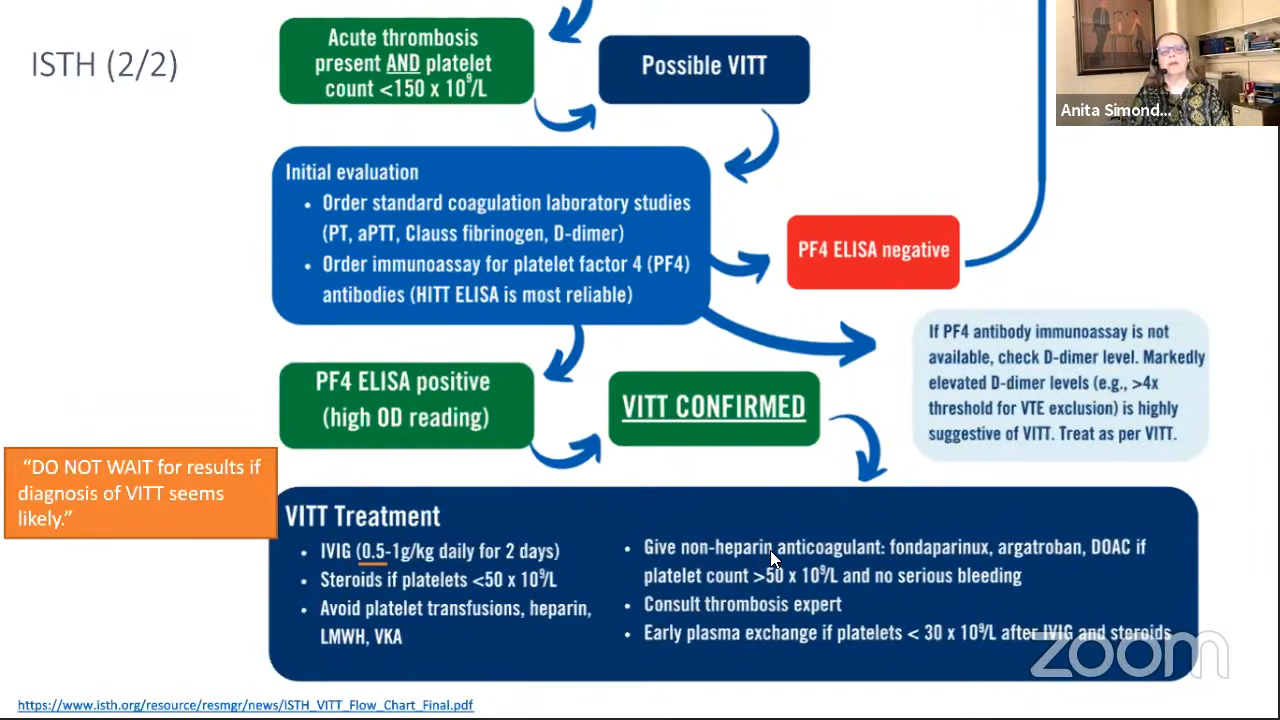 ISTH (2/2)
Acute thrombosis
present AND platelet
count <150 x 10⁹/L
Possible VITT
Anita Simond...
Initial evaluation
• Order standard coagulation laboratory studies
(PT, aPTT, Clauss fibrinogen, D-dimer)
• Order immunoassay for platelet factor 4 (PF4)
antibodies (HITT ELISA is most reliable)
PF4 ELISA negative
If PF4 antibody immunoassay is not
available, check D-dimer level. Markedly
elevated D-dimer levels (e.g., >4x
threshold for VTE exclusion) is highly
suggestive of VITT. Treat as per VITT.
PF4 ELISA positive
(high OD reading)
VITT CONFIRMED
“DO NOT WAIT for results if
diagnosis of VITT seems
likely.”
VITT Treatment
• IVIG (0.5-1g/kg daily for 2 days)
• Steroids if platelets <50 x 10⁹/L
• Avoid platelet transfusions, heparin,
LMWH, VKA
• Give non-heparin anticoagulant: fondaparinux, argatroban, DOAC if
platelet count >50 x 10⁹/L and no serious bleeding
• Consult thrombosis expert
• Early plasma exchange if platelets < 30 x 10⁹/L after IVIG and steroids
zoom
https://www.isth.org/resource/resmgr/news/ISTH_VITT_Flow_Chart_Final.pdf